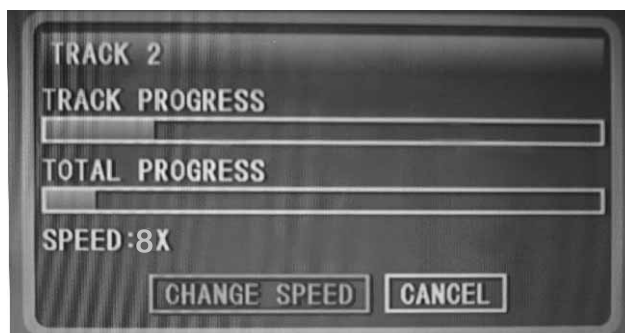 TRACK 2
TRACK PROGRESS
TOTAL PROGRESS
SPEED:8X
CHANGE SPEED CANCEL